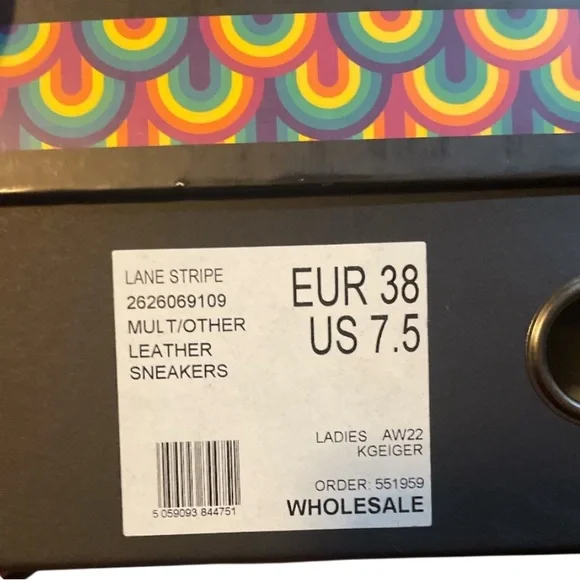 LANE STRIPE
2626069109
MULT/OTHER
LEATHER
SNEAKERS
EUR 38
US 7.5
LADIES AW22
KGEIGER
ORDER: 551959
WHOLESALE
5 059093 844751